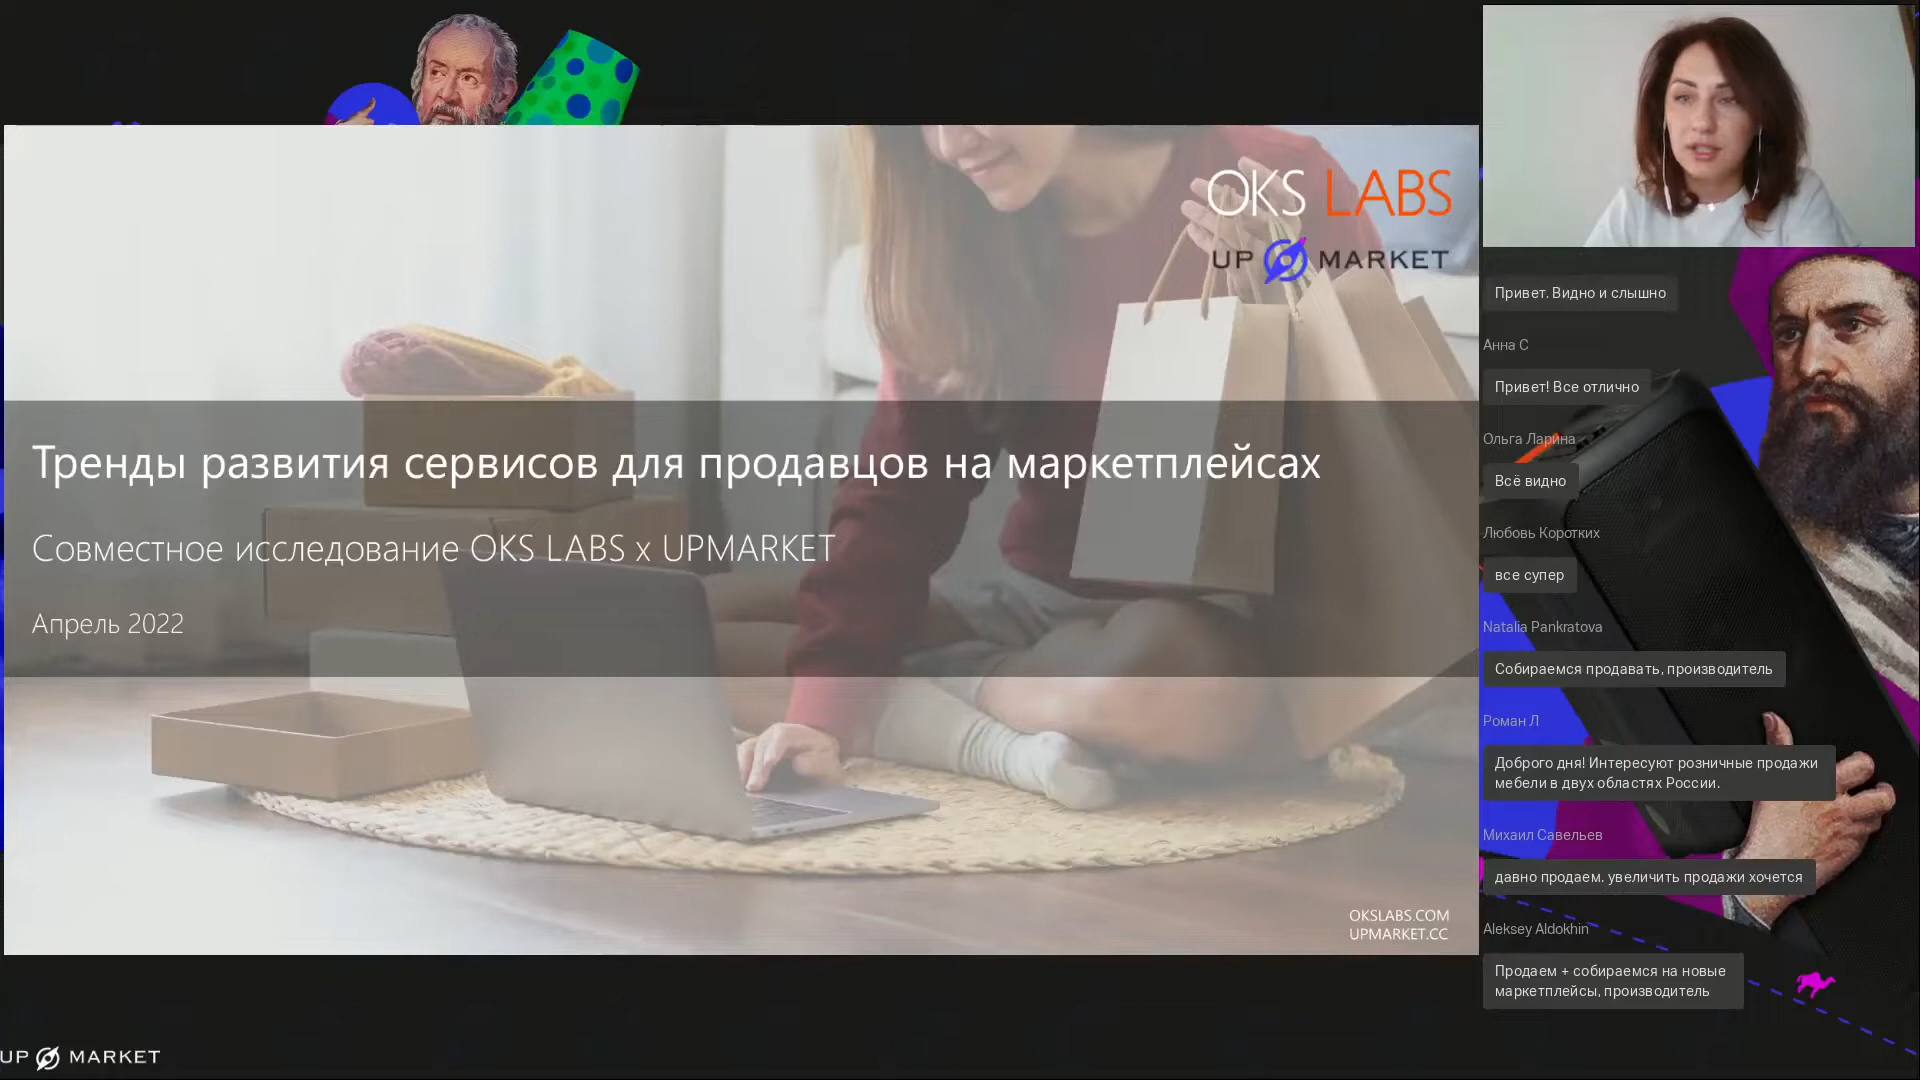 OKS LABS
UP MARKET
Тренды развития сервисов для продавцов на маркетплейсах
Совместное исследование OKS LABS x UPMARKET
Апрель 2022
OKSLABS.COM
UPMARKET.CC
UP MARKET
Привет. Видно и слышно
Анна С
Привет! Все отлично
Ольга Ларина
Всё видно
Любовь Коротких
все супер
Natalia Pankratova
Собираемся продавать, производитель
Роман Л
Доброго дня! Интересуют розничные продажи
мебели в двух областях России.
Михаил Савельев
давно продаем. увеличить продажи хочется
Aleksey Aldokhin
Продаем + собираемся на новые
маркетплейсы, производитель